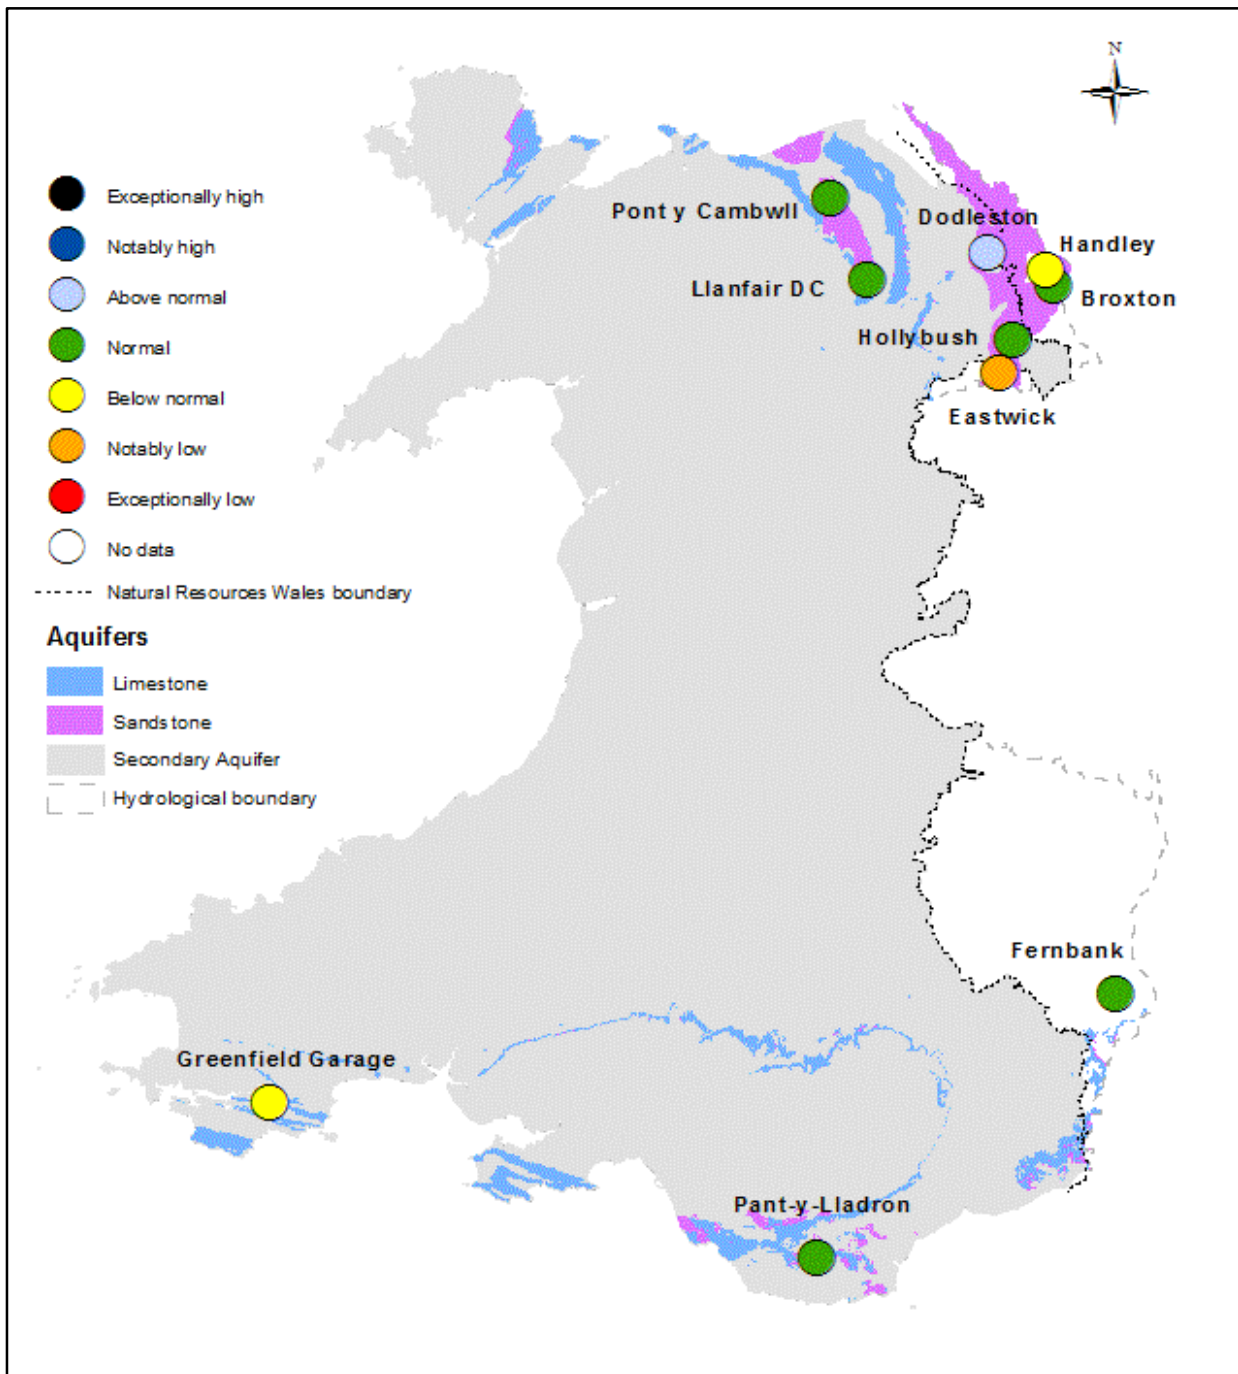 N
Exceptionally high
Notably high
Above normal
Normal
Below normal
Notably low
Exceptionally low
No data
Natural Resources Wales boundary
Aquifers
Limestone
Sandstone
Secondary Aquifer
Hydrological boundary
Pont y Cambwll
Dodleston
Handley
Llanfair DC
Broxton
Hollybush
Eastwick
Fernbank
Greenfield Garage
Pant-y-Lladron